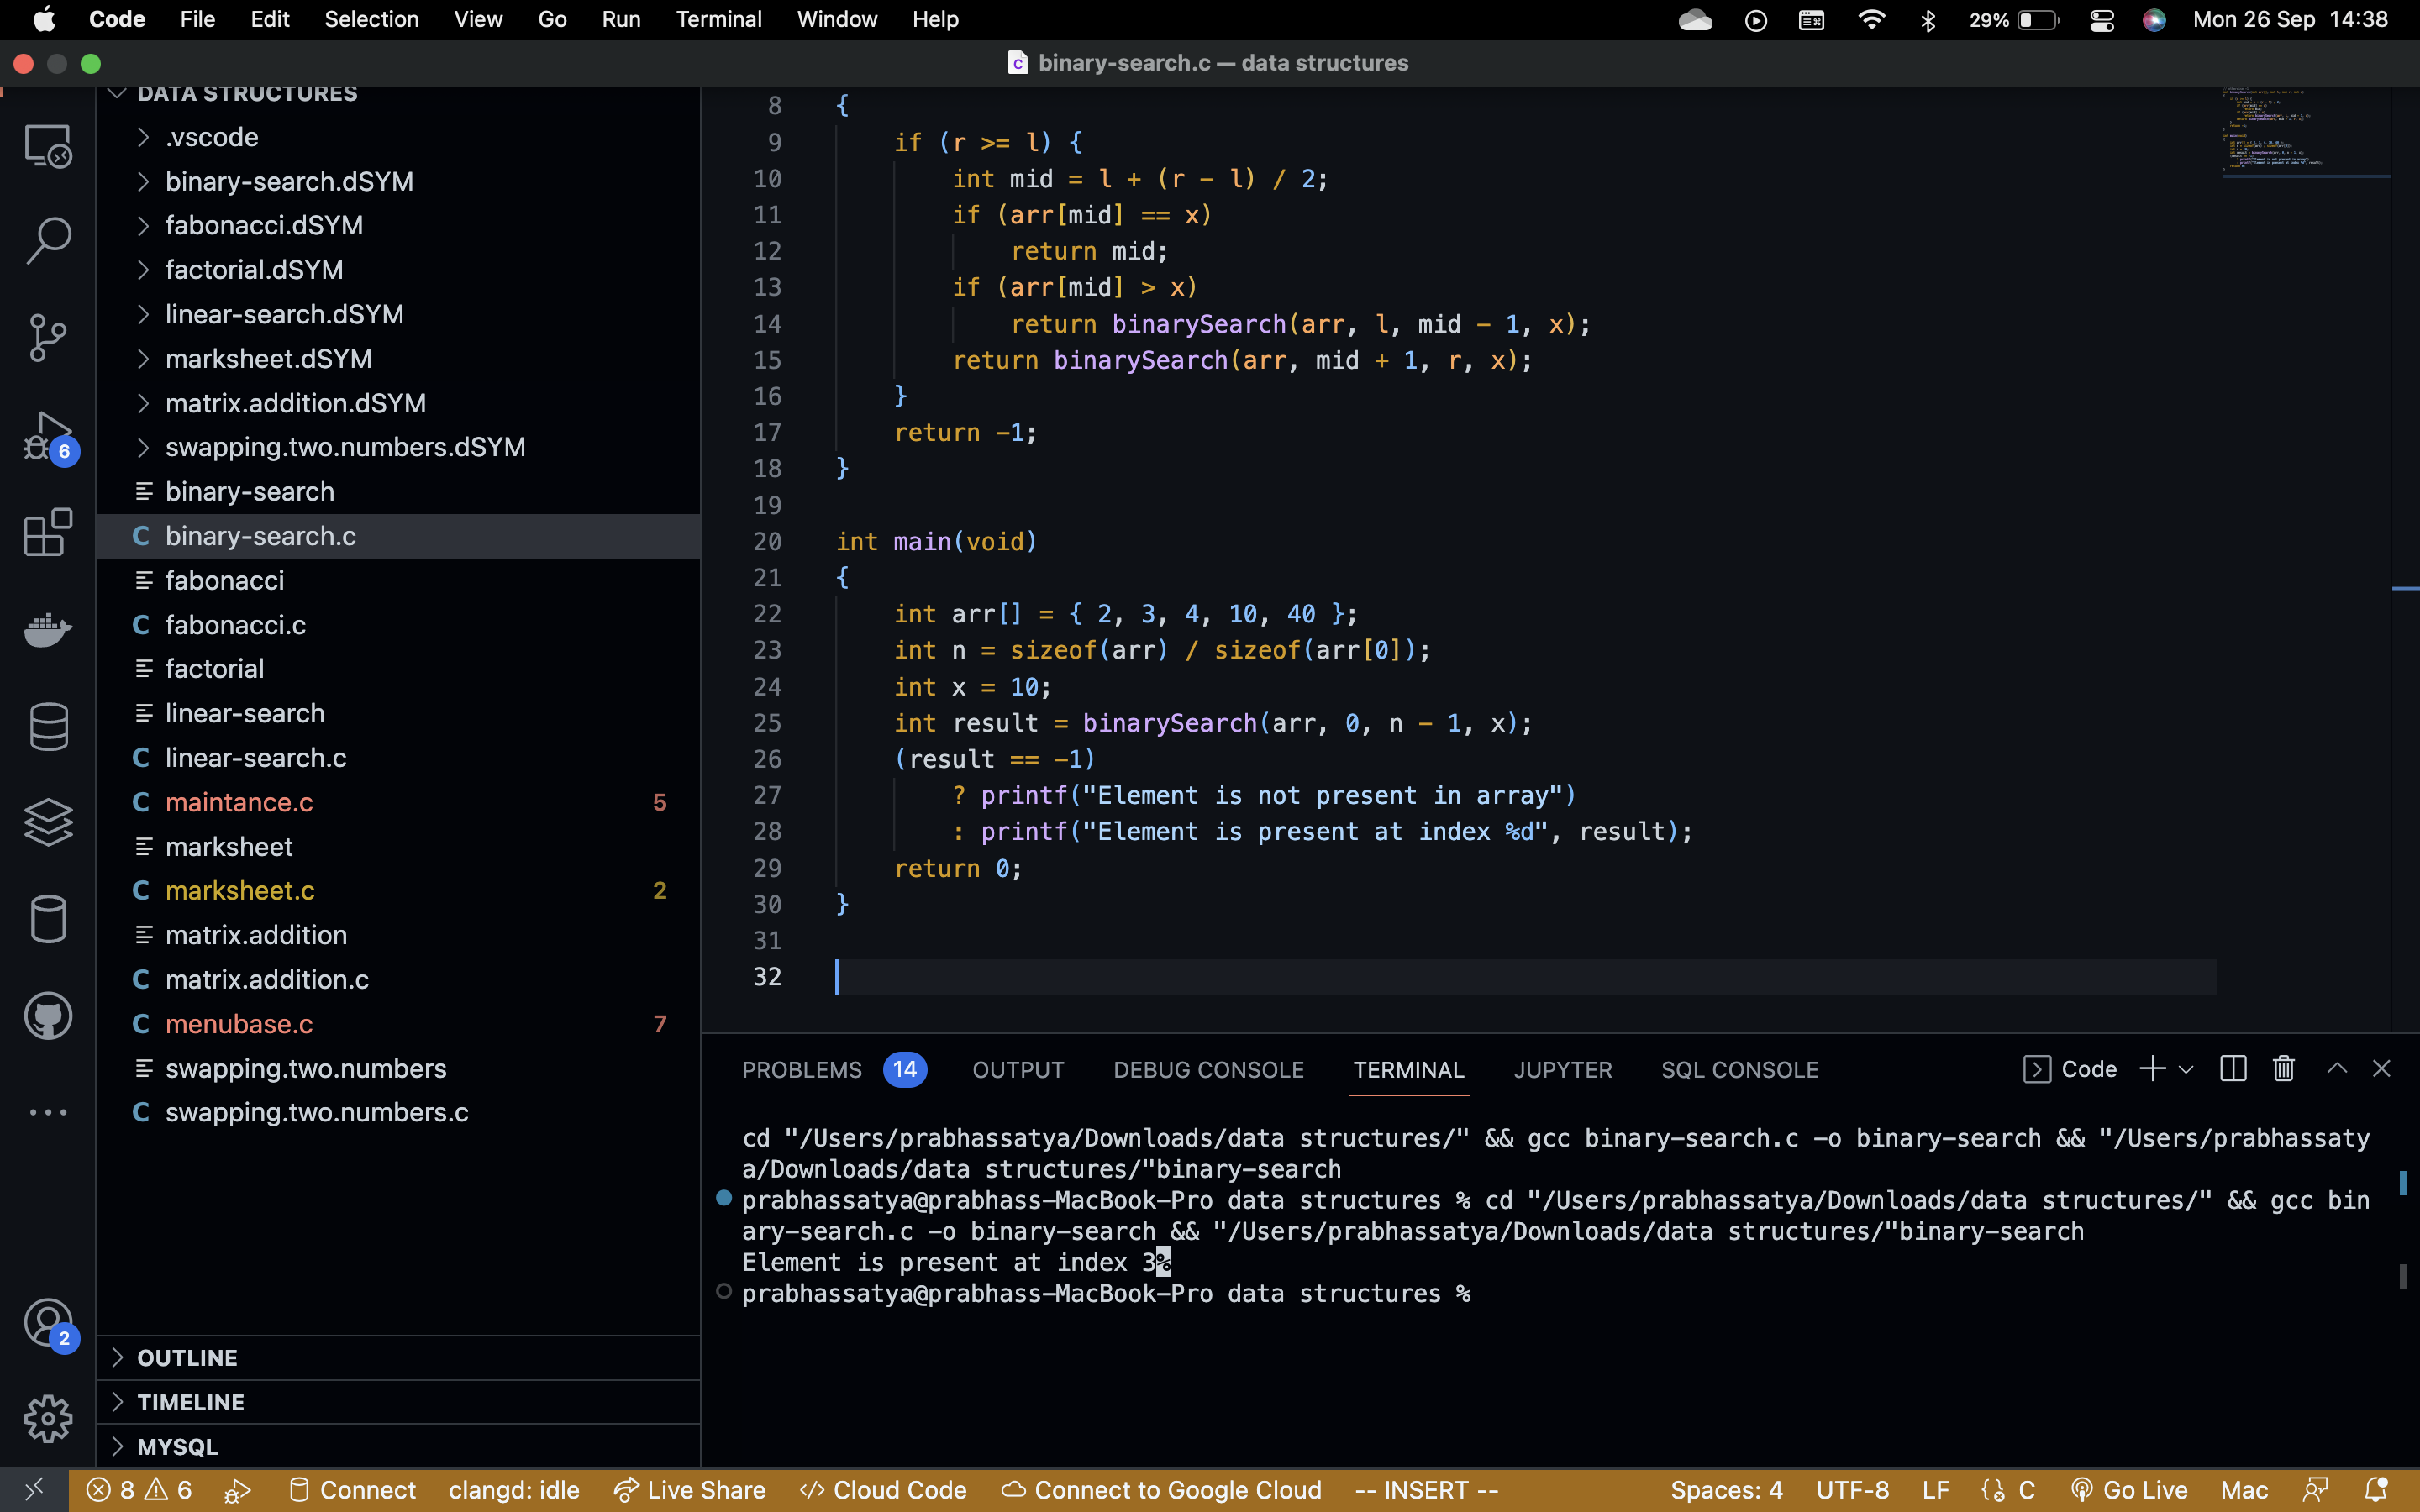 Code File Edit Selection View Go Run Terminal Window Help 29% Mon 26 Sep 14:38
binary-search.c — data structures
DATA STRUCTURES
.vscode
binary-search.dSYM
fabonacci.dSYM
factorial.dSYM
linear-search.dSYM
marksheet.dSYM
matrix.addition.dSYM
swapping.two.numbers.dSYM
binary-search
C binary-search.c
fabonacci
C fabonacci.c
factorial
linear-search
C linear-search.c
C maintance.c 5
marksheet
C marksheet.c 2
matrix.addition
C matrix.addition.c
C menubase.c 7
swapping.two.numbers
C swapping.two.numbers.c
OUTLINE
TIMELINE
MYSQL
6
2
8 {
9 if (r >= l) {
10 int mid = l + (r - l) / 2;
11 if (arr[mid] == x)
12 return mid;
13 if (arr[mid] > x)
14 return binarySearch(arr, l, mid - 1, x);
15 return binarySearch(arr, mid + 1, r, x);
16 }
17 return -1;
18 }
19
20 int main(void)
21 {
22 int arr[] = { 2, 3, 4, 10, 40 };
23 int n = sizeof(arr) / sizeof(arr[0]);
24 int x = 10;
25 int result = binarySearch(arr, 0, n - 1, x);
26 (result == -1)
27 ? printf("Element is not present in array")
28 : printf("Element is present at index %d", result);
29 return 0;
30 }
31
32
PROBLEMS 14 OUTPUT DEBUG CONSOLE TERMINAL JUPYTER SQL CONSOLE Code
cd "/Users/prabhassatya/Downloads/data structures/" && gcc binary-search.c -o binary-search && "/Users/prabhassaty
a/Downloads/data structures/"binary-search
prabhassatya@prabhass-MacBook-Pro data structures % cd "/Users/prabhassatya/Downloads/data structures/" && gcc bin
ary-search.c -o binary-search && "/Users/prabhassatya/Downloads/data structures/"binary-search
Element is present at index 3%
prabhassatya@prabhass-MacBook-Pro data structures %
8 6 Connect clangd: idle Live Share Cloud Code Connect to Google Cloud -- INSERT -- Spaces: 4 UTF-8 LF C Go Live Mac